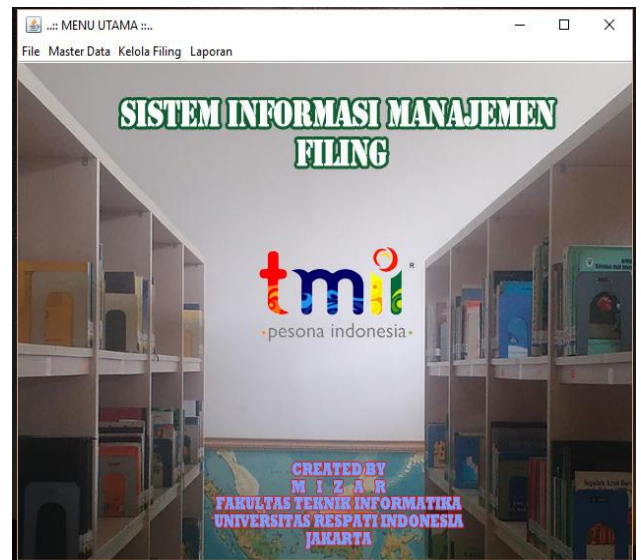 ..:: MENU UTAMA ::..
File Master Data Kelola Filing Laporan
SISTEM INFORMASI MANAJEMEN
FILING
tmii®
•pesona indonesia•
CREATED BY
M I Z A R
FAKULTAS TEKNIK INFORMATIKA
UNIVERSITAS RESPATI INDONESIA
JAKARTA